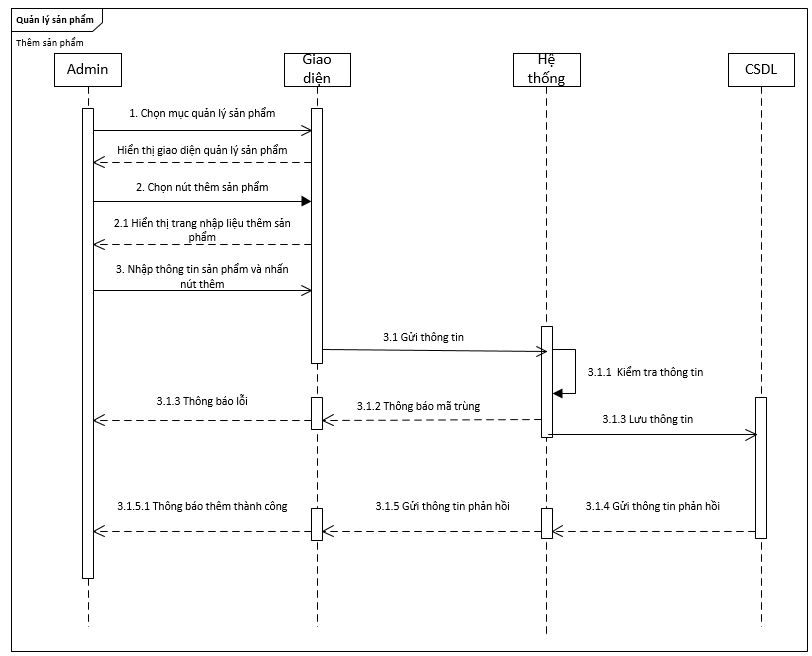 Quản lý sản phẩm
Thêm sản phẩm
Admin
Giao
diện
Hệ
thống
CSDL
1. Chọn mục quản lý sản phẩm
Hiển thị giao diện quản lý sản phẩm
2. Chọn nút thêm sản phẩm
2.1 Hiển thị trang nhập liệu thêm sản
phẩm
3. Nhập thông tin sản phẩm và nhấn
nút thêm
3.1 Gửi thông tin
3.1.1 Kiểm tra thông tin
3.1.3 Thông báo lỗi
3.1.2 Thông báo mã trùng
3.1.3 Lưu thông tin
3.1.5.1 Thông báo thêm thành công
3.1.5 Gửi thông tin phản hồi
3.1.4 Gửi thông tin phản hồi